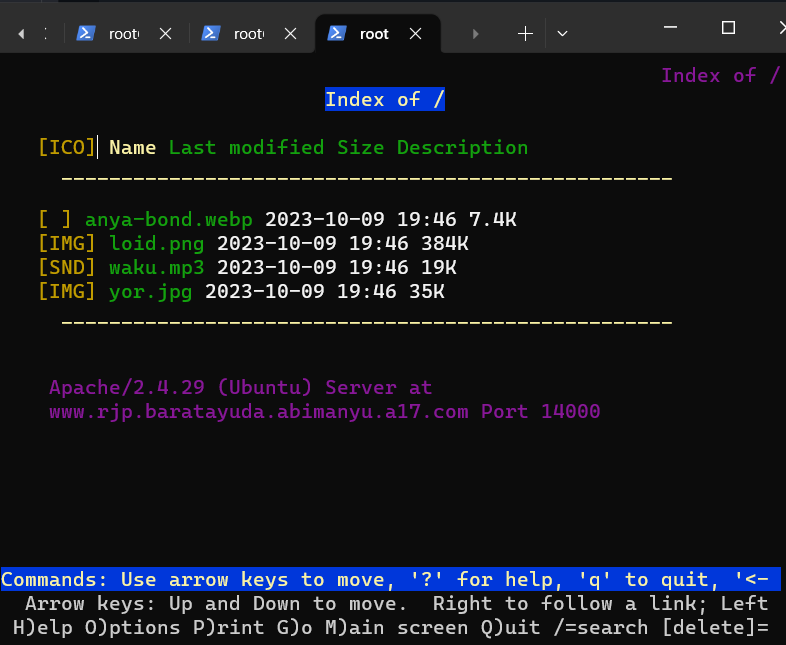 root
root
root
Index of /
Index of /
[ICO] Name Last modified Size Description
[ ] anya-bond.webp 2023-10-09 19:46 7.4K
[IMG] loid.png 2023-10-09 19:46 384K
[SND] waku.mp3 2023-10-09 19:46 19K
[IMG] yor.jpg 2023-10-09 19:46 35K
Apache/2.4.29 (Ubuntu) Server at
www.rjp.baratayuda.abimanyu.a17.com Port 14000
Commands: Use arrow keys to move, '?' for help, 'q' to quit, '<-
Arrow keys: Up and Down to move. Right to follow a link; Left
H)elp O)ptions P)rint G)o M)ain screen Q)uit /=search [delete]=